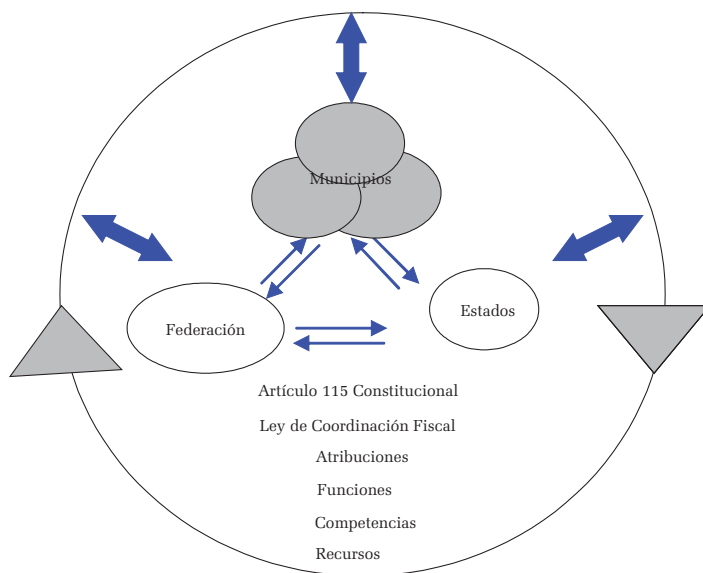 Municipios
Estados
Federación
Artículo 115 Constitucional
Ley de Coordinación Fiscal
Atribuciones
Funciones
Competencias
Recursos